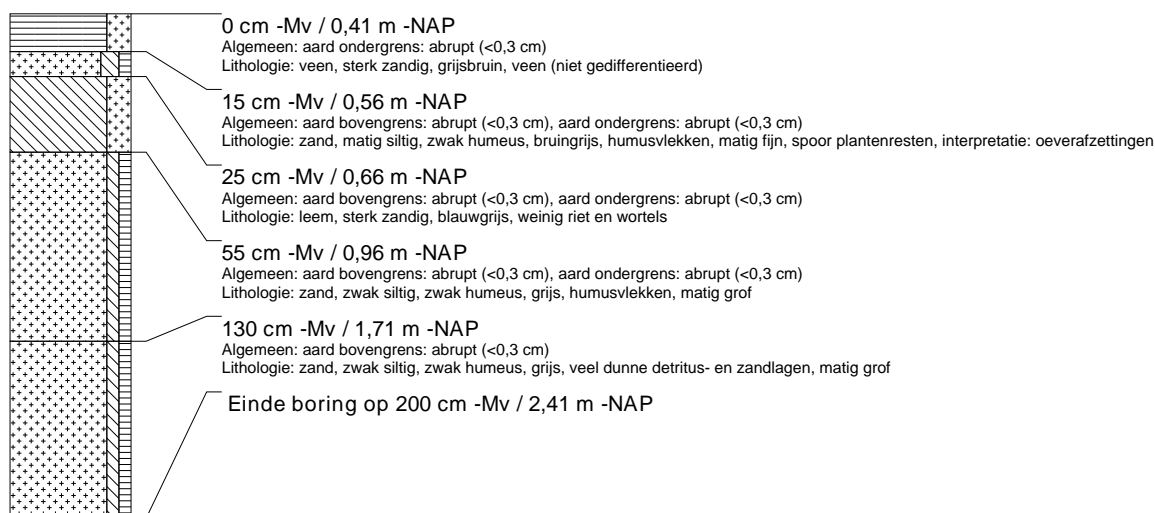 0 cm -Mv / 0,41 m -NAP
Algemeen: aard ondergrens: abrupt (<0,3 cm)
Lithologie: veen, sterk zandig, grijsbruin, veen (niet gedifferentieerd)
15 cm -Mv / 0,56 m -NAP
Algemeen: aard bovengrens: abrupt (<0,3 cm), aard ondergrens: abrupt (<0,3 cm)
Lithologie: zand, matig siltig, zwak humeus, bruingrijs, humusvlekken, matig fijn, spoor plantenresten, interpretatie: oeverafzettingen
25 cm -Mv / 0,66 m -NAP
Algemeen: aard bovengrens: abrupt (<0,3 cm), aard ondergrens: abrupt (<0,3 cm)
Lithologie: leem, sterk zandig, blauwgrijs, weinig riet en wortels
55 cm -Mv / 0,96 m -NAP
Algemeen: aard bovengrens: abrupt (<0,3 cm), aard ondergrens: abrupt (<0,3 cm)
Lithologie: zand, zwak siltig, zwak humeus, grijs, humusvlekken, matig grof
130 cm -Mv / 1,71 m -NAP
Algemeen: aard bovengrens: abrupt (<0,3 cm)
Lithologie: zand, zwak siltig, zwak humeus, grijs, veel dunne detritus- en zandlagen, matig grof
Einde boring op 200 cm -Mv / 2,41 m -NAP